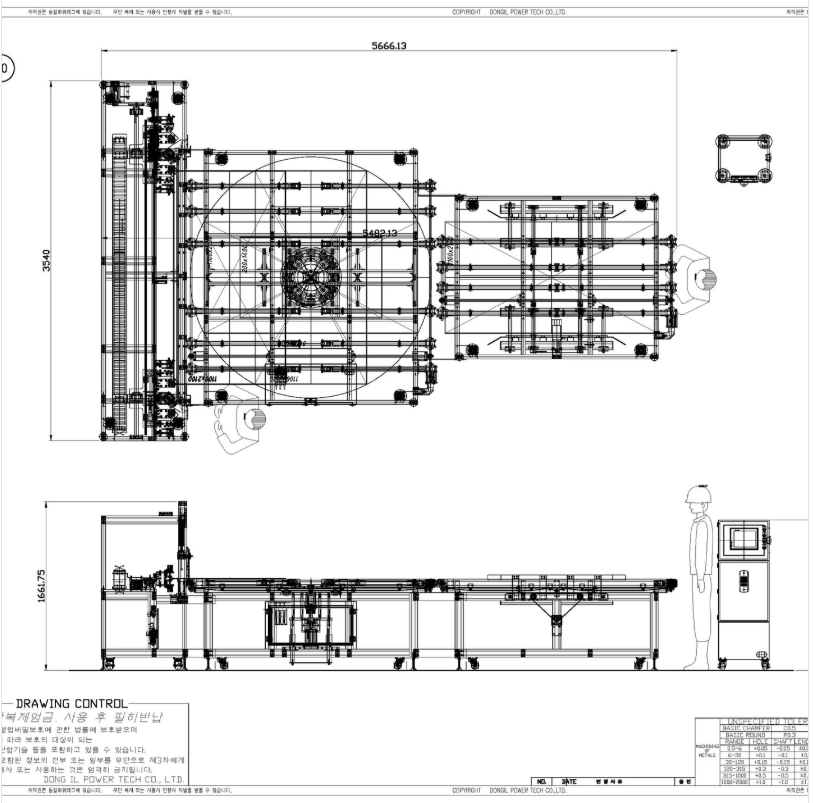 저작권은 동일파워테크에 있습니다. 무단 복제 또는 사용시 민형사 처벌을 받을 수 있습니다.
COPYRIGHT DONGIL POWER TECH CO.,LTD.
저작권은
5666.13
3540
5482.13
1100x2100
1661.75
DRAWING CONTROL
복제엄금, 사용 후 필히반납
영업비밀보호에 관한 법률에 보호받으며
따라 보호의 대상이 되는
산업기술 등을 포함하고 있을 수 있습니다.
포함된 정보의 전부 또는 일부를 무단으로 제3자에게
복사 또는 사용하는 것은 엄격히 금지됩니다.
DONG IL POWER TECH CO., LTD.
UNSPECIFIED TOLER
BASIC CHAMFER C0.5
BASIC ROUND R0.3
MACHINING OF METALS
RANGE HOLE SHAFT LENG
0.5~6 +0.05 -0.05
6~30 +0.1 -0.1
30~120 +0.15 -0.15
120~315 +0.3 -0.3
315~1000 +0.5 -0.5
1000~2000 +1.0 -1.0
NO. DATE 변경사유 승인
저작권은 동일파워테크에 있습니다. 무단 복제 또는 사용시 민형사 처벌을 받을 수 있습니다.
COPYRIGHT DONGIL POWER TECH CO.,LTD.
저작권은